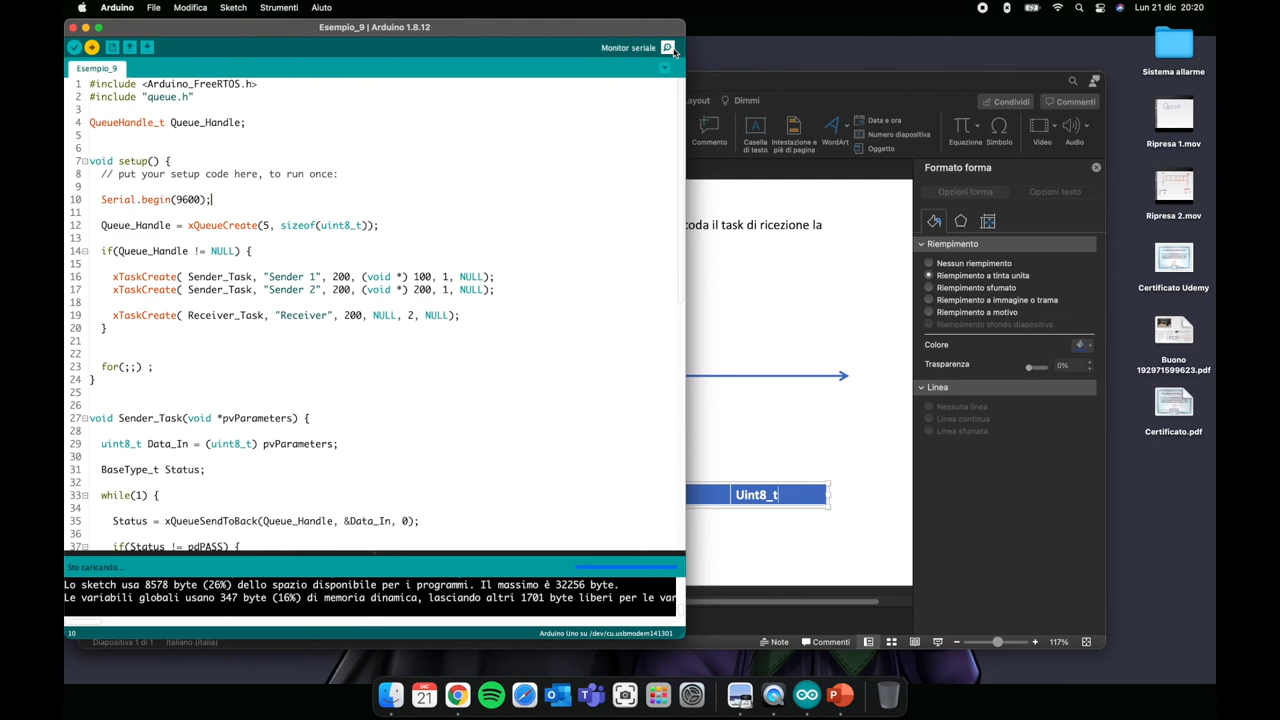 Arduino File Modifica Sketch Strumenti Aiuto
Lun 21 dic 20:20
Esempio_9 | Arduino 1.8.12
Monitor seriale
Esempio_9
1 #include <Arduino_FreeRTOS.h>
2 #include "queue.h"
3
4 QueueHandle_t Queue_Handle;
5
6
7 void setup() {
8 // put your setup code here, to run once:
9
10 Serial.begin(9600);
11
12 Queue_Handle = xQueueCreate(5, sizeof(uint8_t));
13
14 if(Queue_Handle != NULL) {
15
16 xTaskCreate( Sender_Task, "Sender 1", 200, (void *) 100, 1, NULL);
17 xTaskCreate( Sender_Task, "Sender 2", 200, (void *) 200, 1, NULL);
18
19 xTaskCreate( Receiver_Task, "Receiver", 200, NULL, 2, NULL);
20 }
21
22
23 for(;;) ;
24 }
25
26
27 void Sender_Task(void *pvParameters) {
28
29 uint8_t Data_In = (uint8_t) pvParameters;
30
31 BaseType_t Status;
32
33 while(1) {
34
35 Status = xQueueSendToBack(Queue_Handle, &Data_In, 0);
36
37 if(Status != pdPASS) {
Sto caricando...
Lo sketch usa 8578 byte (26%) dello spazio disponibile per i programmi. Il massimo è 32256 byte.
Le variabili globali usano 347 byte (16%) di memoria dinamica, lasciando altri 1701 byte liberi per le var
10
Arduino Uno su /dev/cu.usbmodem141301
Layout Dimmi
Condividi
Commenti
Commento
Casella di testo
Intestazione e piè di pagina
WordArt
Data e ora
Numero diapositiva
Oggetto
Equazione
Simbolo
Video
Audio
coda il task di ricezione la
Uint8_t
Formato forma
Opzioni forma
Opzioni testo
Riempimento
Nessun riempimento
Riempimento a tinta unita
Riempimento sfumato
Riempimento a immagine o trama
Riempimento a motivo
Riempimento sfondo diapositiva
Colore
Trasparenza
0%
Linea
Nessuna linea
Linea continua
Linea sfumata
Diapositiva 1 di 1
Italiano (Italia)
Note
Commenti
117%
Sistema allarme
Queue
Ripresa 1.mov
Ripresa 2.mov
Certificato Udemy
PDF
Buono
192971599623.pdf
PDF
Certificato.pdf
DIC
21